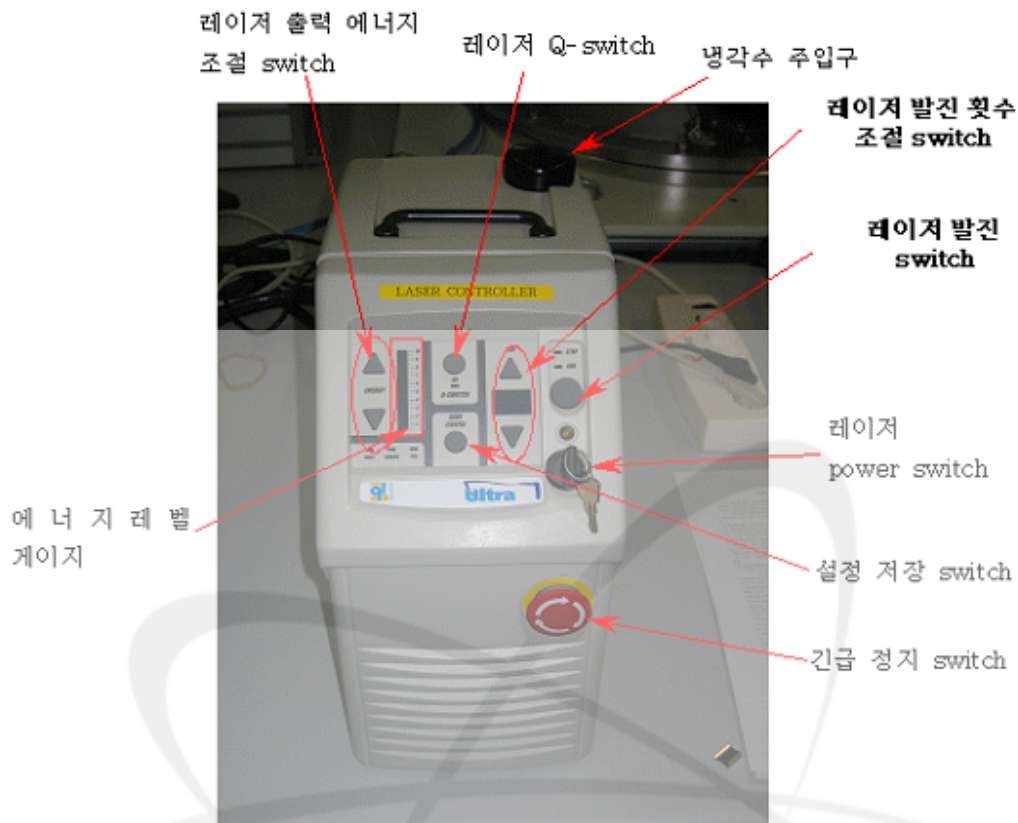 레이저 출력 에너지
조절 switch
레이저 Q-switch
냉각수 주입구
레이저 발진 횟수
조절 switch
레이저 발진
switch
LASER CONTROLLER
STOP
ENERGY
Q-SWITCH
레이저
power switch
Ultra
에 너 지 레 벨
게이지
설정 저장 switch
긴급 정지 switch